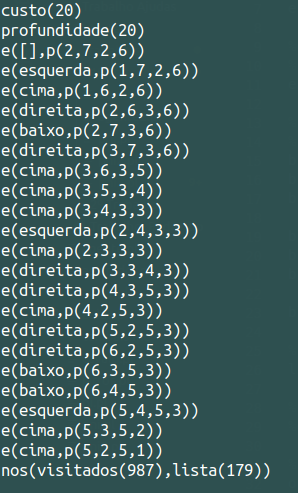 custo(20)
profundidade(20)
e([],p(2,7,2,6))
e(esquerda,p(1,7,2,6))
e(cima,p(1,6,2,6))
e(direita,p(2,6,3,6))
e(baixo,p(2,7,3,6))
e(direita,p(3,7,3,6))
e(cima,p(3,6,3,5))
e(cima,p(3,5,3,4))
e(cima,p(3,4,3,3))
e(esquerda,p(2,4,3,3))
e(cima,p(2,3,3,3))
e(direita,p(3,3,4,3))
e(direita,p(4,3,5,3))
e(cima,p(4,2,5,3))
e(direita,p(5,2,5,3))
e(direita,p(6,2,5,3))
e(baixo,p(6,3,5,3))
e(baixo,p(6,4,5,3))
e(esquerda,p(5,4,5,3))
e(cima,p(5,3,5,2))
e(cima,p(5,2,5,1))
nos(visitados(987),lista(179))